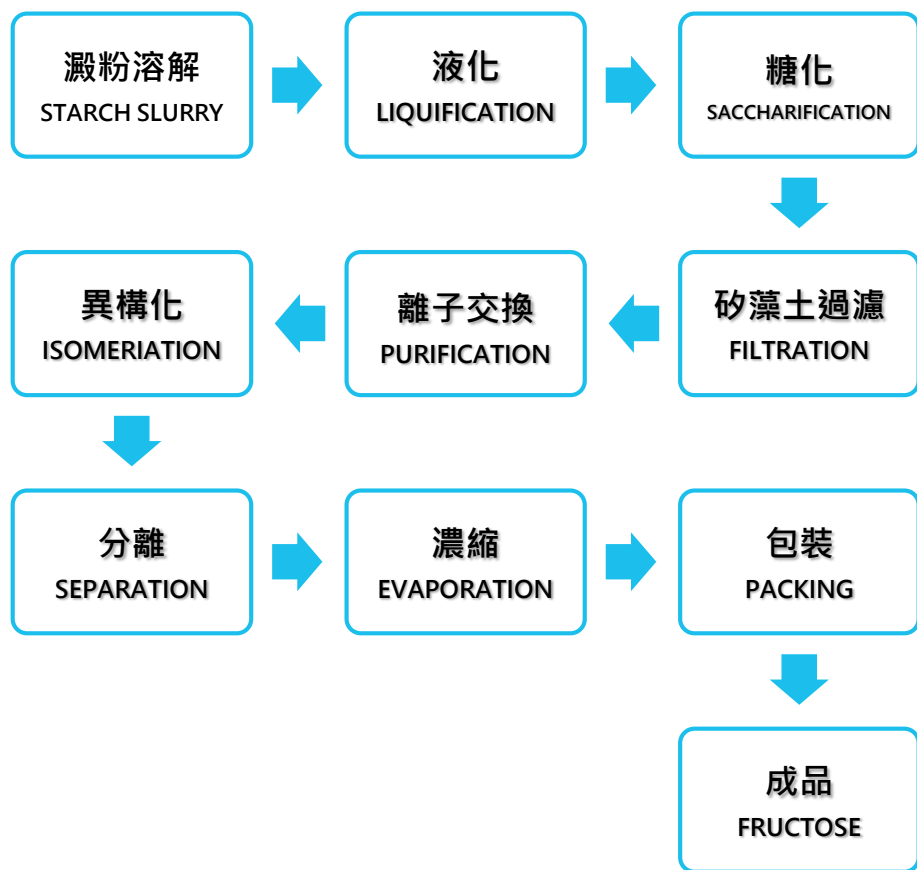 澱粉溶解
STARCH SLURRY
液化
LIQUIFICATION
糖化
SACCHARIFICATION
矽藻土過濾
FILTRATION
離子交換
PURIFICATION
異構化
ISOMERIATION
分離
SEPARATION
濃縮
EVAPORATION
包裝
PACKING
成品
FRUCTOSE